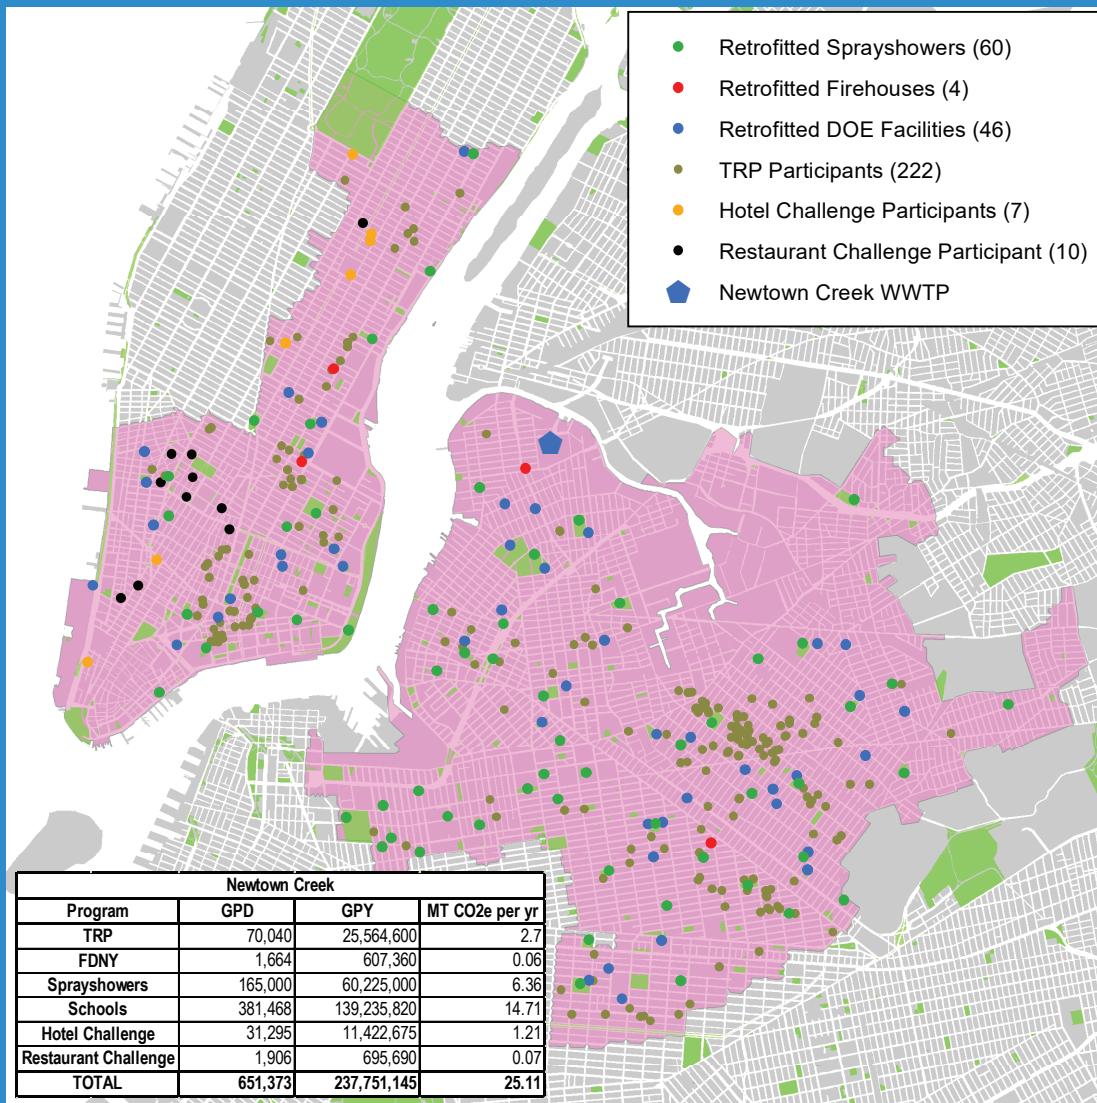 Retrofitted Sprayshowers (60)
Retrofitted Firehouses (4)
Retrofitted DOE Facilities (46)
TRP Participants (222)
Hotel Challenge Participants (7)
Restaurant Challenge Participant (10)
Newtown Creek WWTP
Newtown Creek
Program GPD GPY MT CO2e per yr
TRP 70,040 25,564,600 2.7
FDNY 1,664 607,360 0.06
Sprayshowers 165,000 60,225,000 6.36
Schools 381,468 139,235,820 14.71
Hotel Challenge 31,295 11,422,675 1.21
Restaurant Challenge 1,906 695,690 0.07
TOTAL 651,373 237,751,145 25.11